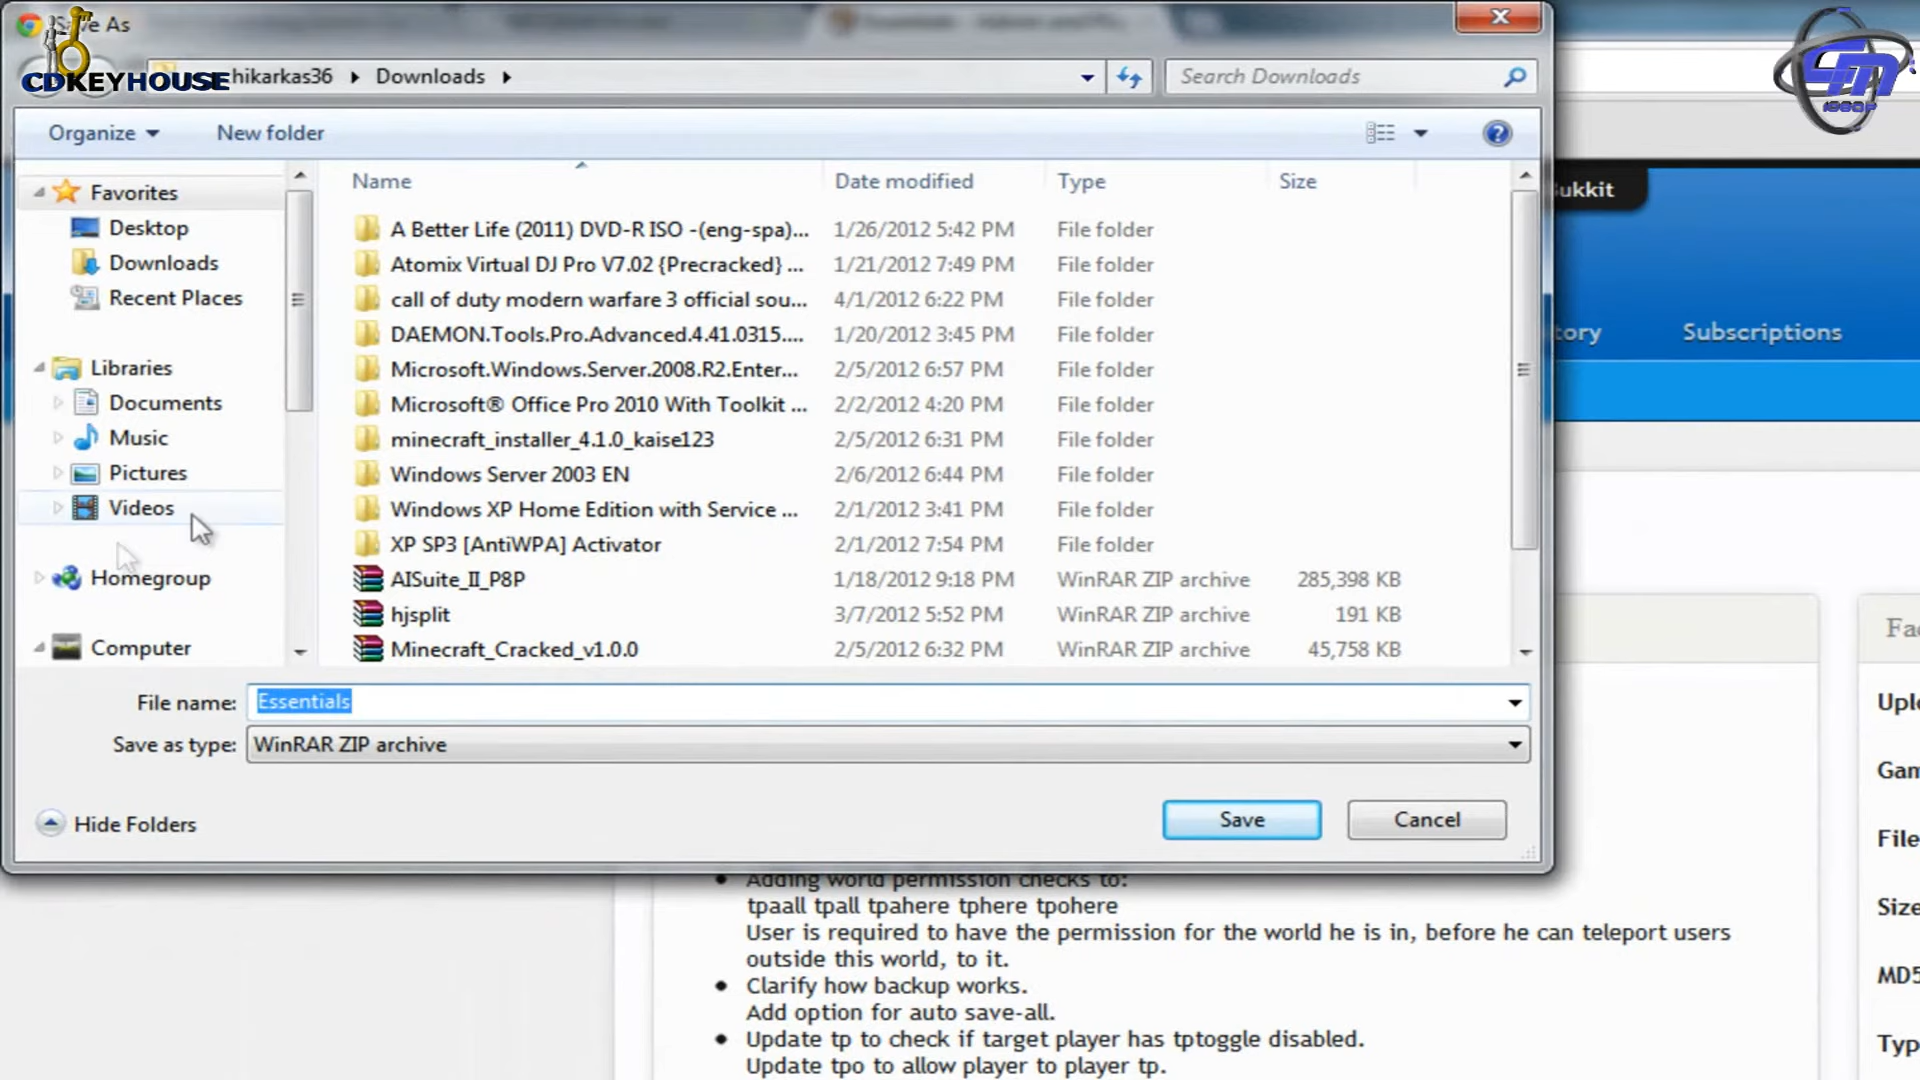 Save As
CDKEYHOUSE
hikarkas36
Downloads
Search Downloads
1080P
Organize
New folder
Name
Date modified
Type
Size
ukkit
Favorites
Desktop
Downloads
Recent Places
Libraries
Documents
Music
Pictures
Videos
Homegroup
Computer
A Better Life (2011) DVD-R ISO -(eng-spa)... 1/26/2012 5:42 PM File folder
Atomix Virtual DJ Pro V7.02 {Precracked} ... 1/21/2012 7:49 PM File folder
call of duty modern warfare 3 official sou... 4/1/2012 6:22 PM File folder
DAEMON.Tools.Pro.Advanced.4.41.0315.... 1/20/2012 3:45 PM File folder
Microsoft.Windows.Server.2008.R2.Enter... 2/5/2012 6:57 PM File folder
Microsoft® Office Pro 2010 With Toolkit ... 2/2/2012 4:20 PM File folder
minecraft_installer_4.1.0_kaise123 2/5/2012 6:31 PM File folder
Windows Server 2003 EN 2/6/2012 6:44 PM File folder
Windows XP Home Edition with Service ... 2/1/2012 3:41 PM File folder
XP SP3 [AntiWPA] Activator 2/1/2012 7:54 PM File folder
AISuite_II_P8P 1/18/2012 9:18 PM WinRAR ZIP archive 285,398 KB
hjsplit 3/7/2012 5:52 PM WinRAR ZIP archive 191 KB
Minecraft_Cracked_v1.0.0 2/5/2012 6:32 PM WinRAR ZIP archive 45,758 KB
tory
Subscriptions
File name: Essentials
Save as type: WinRAR ZIP archive
Hide Folders
Save
Cancel
Fac
Uplo
Gam
File
Size
MD5
Typ
• Adding world permission checks to:
tpaall tpall tpahere tphere tpohere
User is required to have the permission for the world he is in, before he can teleport users
outside this world, to it.
• Clarify how backup works.
Add option for auto save-all.
• Update tp to check if target player has tptoggle disabled.
Update tpo to allow player to player tp.